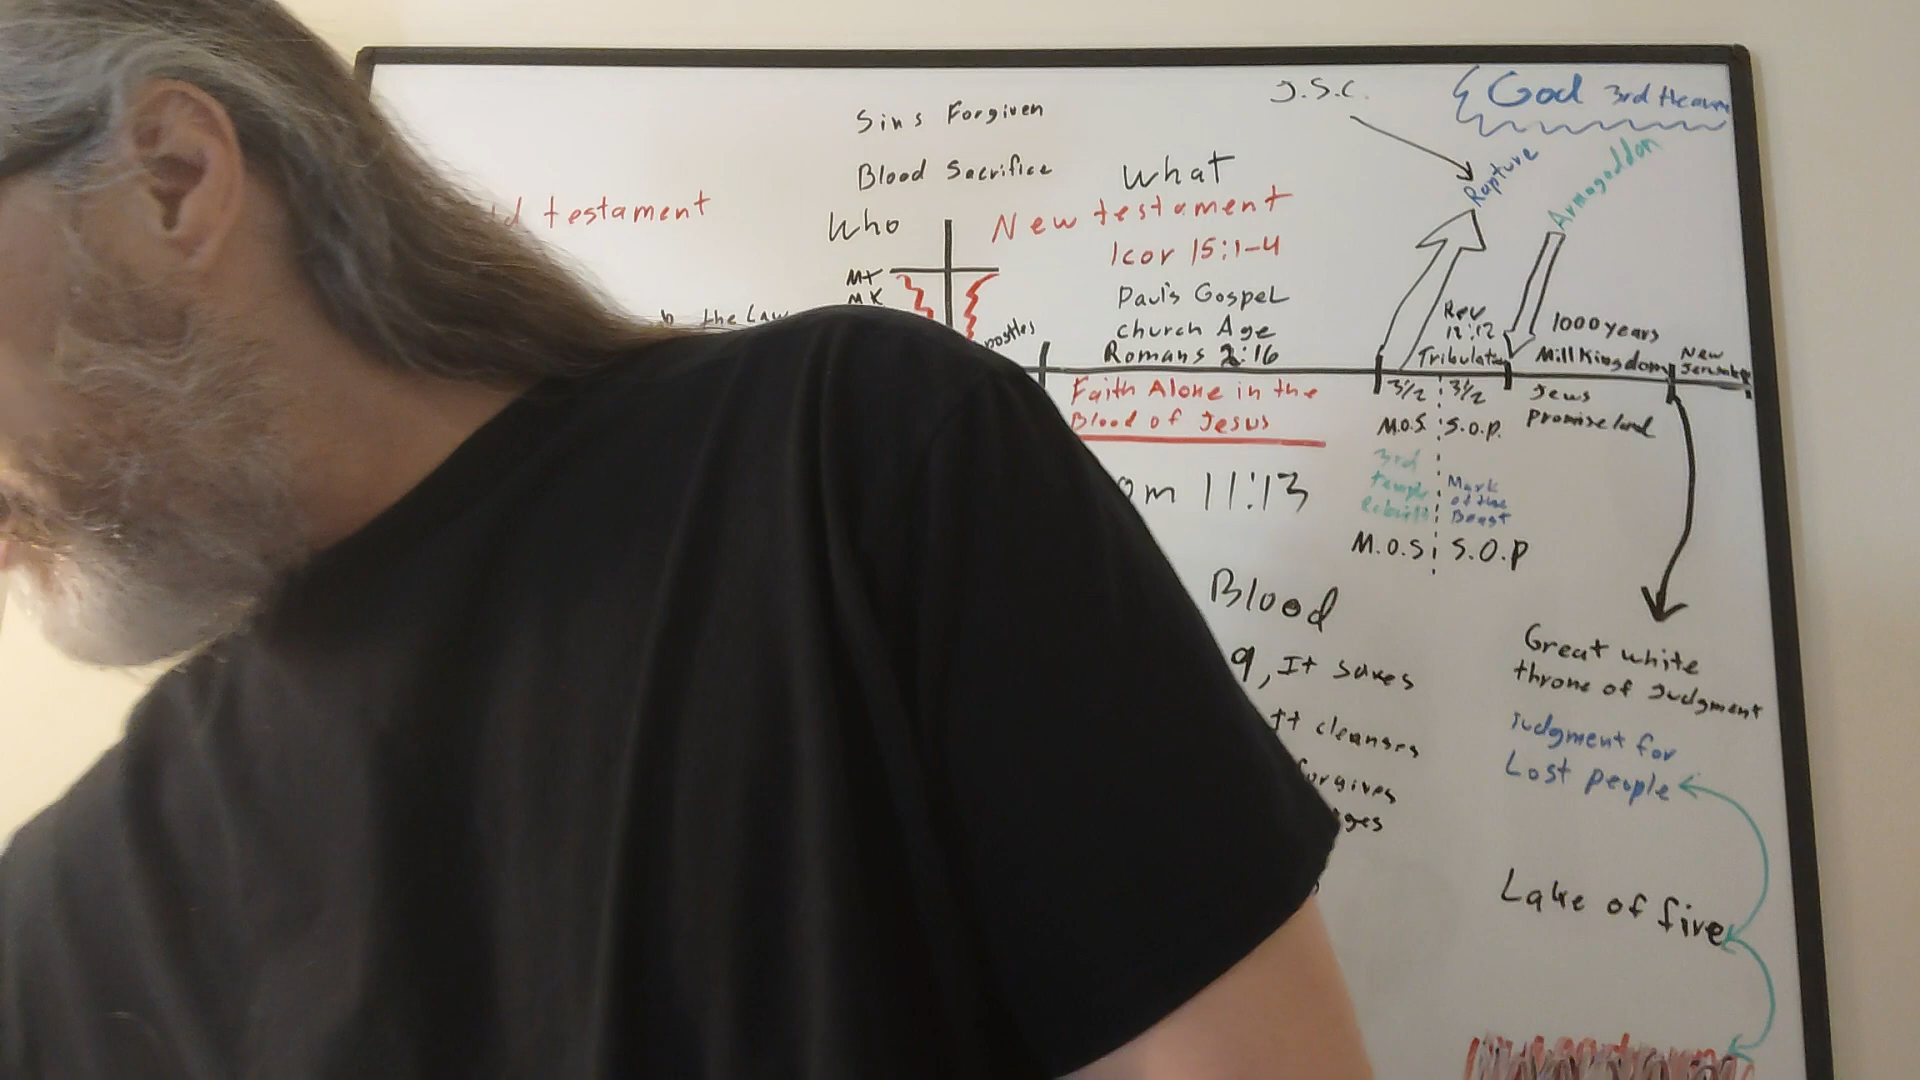 J.S.C.
God 3rd Heaven
Sins Forgiven
Blood Sacrifice
What
Rapture
Armageddon
testament
Who
New testament
1cor 15:1-4
MT
MK
the Law
Paul's Gospel
Church Age
Romans 2:16
Rev
12:12
Tribulation
1000 years
Mill Kingdom
New
Jerusalem
Faith Alone in the
Blood of Jesus
3 1/2 3 1/2
M.O.S. S.O.P.
Jews
Promise land
3rd
temple
Rebuilt
Mark
of the
Beast
11:13
M.O.S S.O.P
Blood
9, It saves
It cleanses
forgives
Great white
throne of Judgment
Judgment for
Lost people
Lake of fire